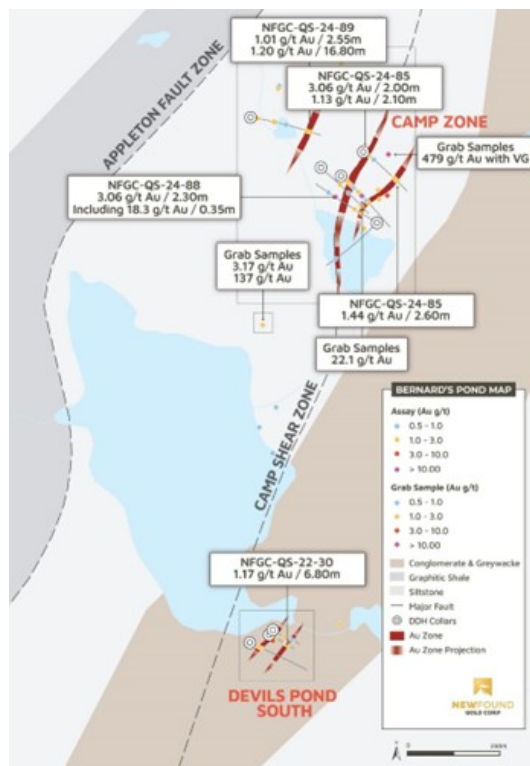 NFGC-QS-24-89
1.01 g/t Au / 2.55m
1.20 g/t Au / 16.80m
NFGC-QS-24-85
3.06 g/t Au / 2.00m
1.13 g/t Au / 2.10m
APPLETON FAULT ZONE
CAMP ZONE
Grab Samples
479 g/t Au with VG
NFGC-QS-24-88
3.06 g/t Au / 2.30m
Including 18.3 g/t Au / 0.35m
Grab Samples
3.17 g/t Au
137 g/t Au
NFGC-QS-24-85
1.44 g/t Au / 2.60m
Grab Samples
22.1 g/t Au
CAMP SHEAR ZONE
BERNARD'S POND MAP
Assay (Au g/t)
0.5 - 1.0
1.0 - 3.0
3.0 - 10.0
> 10.00
Grab Sample (Au g/t)
0.5 - 1.0
1.0 - 3.0
3.0 - 10.0
> 10.00
Conglomerate & Greywacke
Graphitic Shale
Siltstone
Major Fault
DDH Collars
Au Zone
Au Zone Projection
NEWFOUND
GOLD CORP
NFGC-QS-22-30
1.17 g/t Au / 6.80m
DEVILS POND
SOUTH
N
0